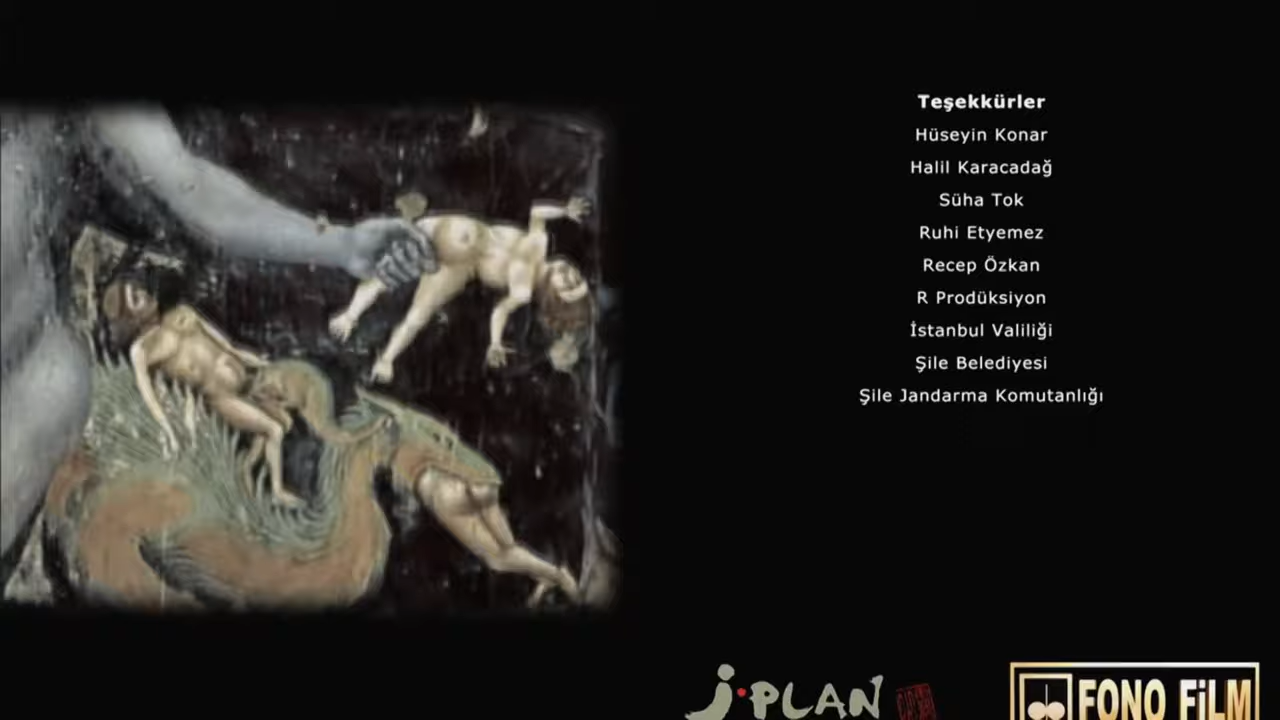 Teşekkürler
Hüseyin Konar
Halil Karacadağ
Süha Tok
Ruhi Etyemez
Recep Özkan
R Prodüksiyon
İstanbul Valiliği
Şile Belediyesi
Şile Jandarma Komutanlığı
j·PLAN
FONO FiLM